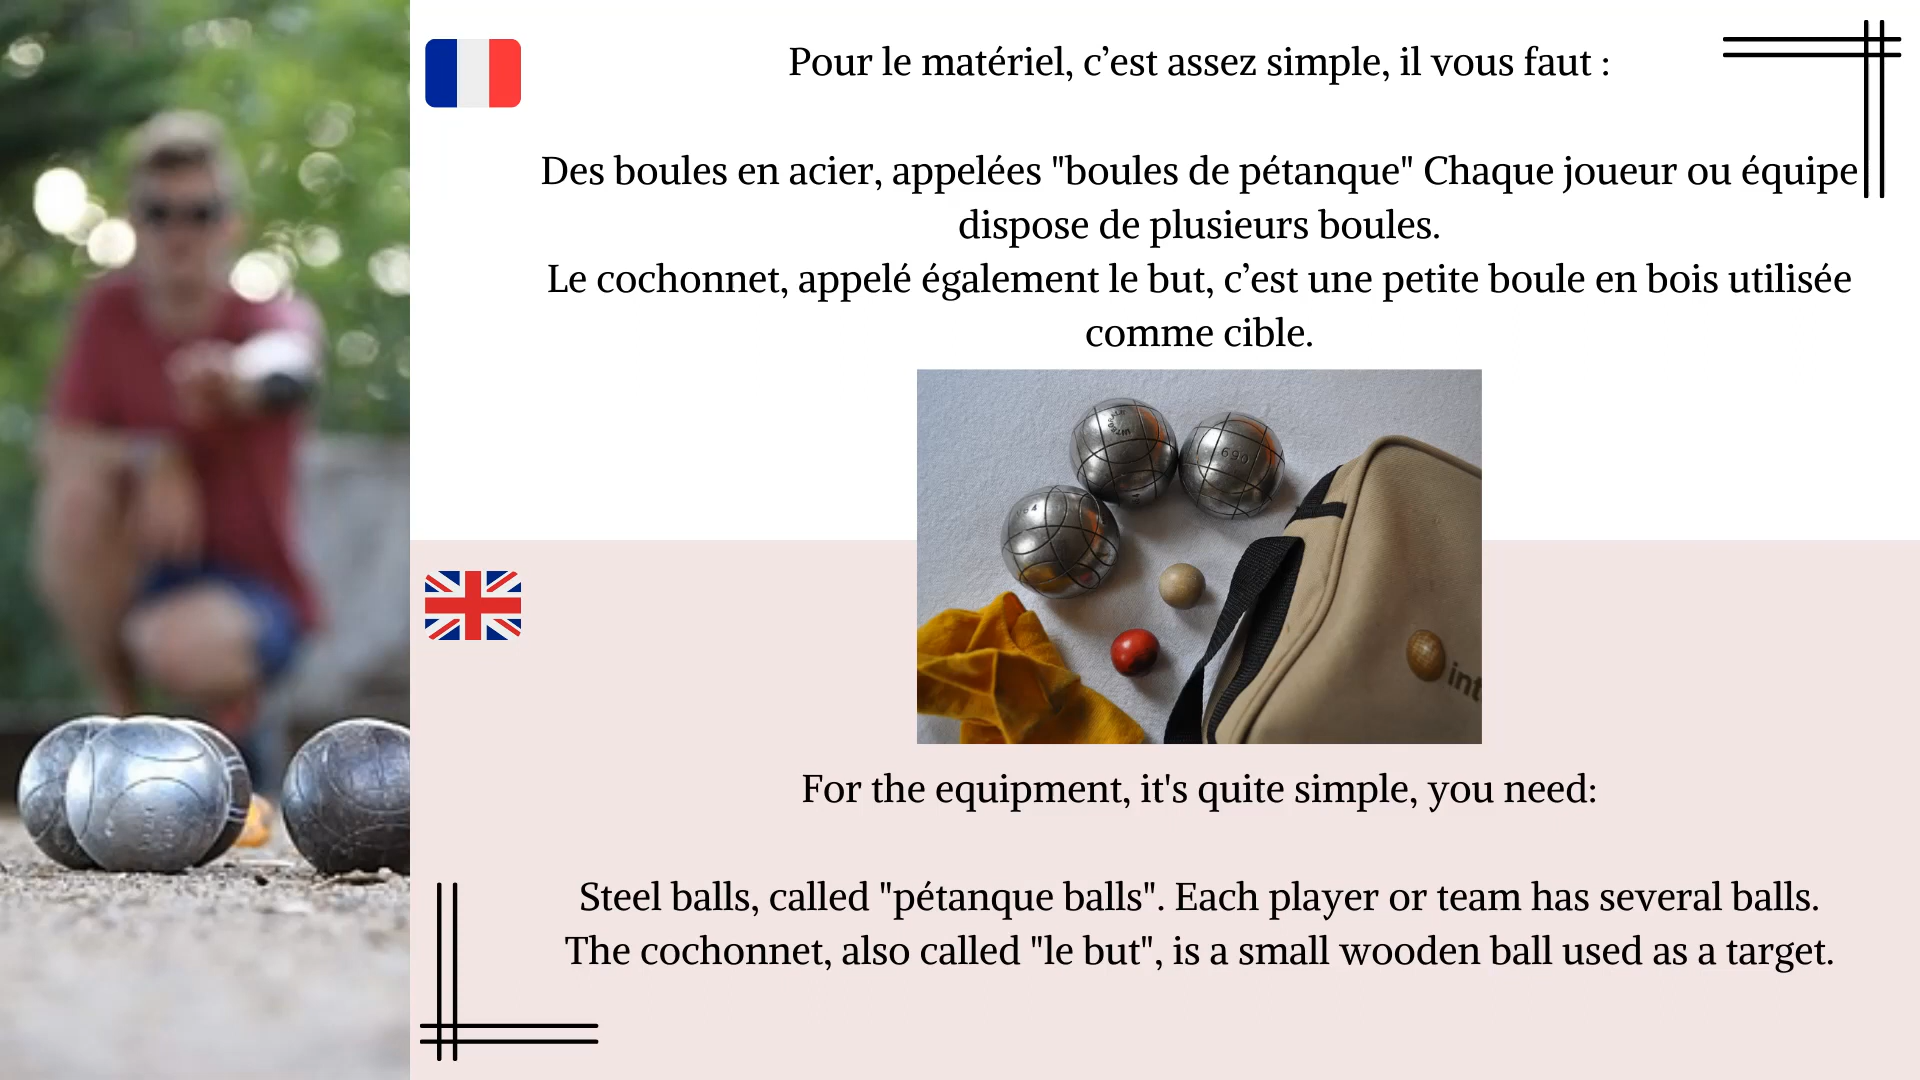 Pour le matériel, c’est assez simple, il vous faut :
Des boules en acier, appelées "boules de pétanque" Chaque joueur ou équipe
dispose de plusieurs boules.
Le cochonnet, appelé également le but, c’est une petite boule en bois utilisée
comme cible.
690
int
For the equipment, it's quite simple, you need:
Steel balls, called "pétanque balls". Each player or team has several balls.
The cochonnet, also called "le but", is a small wooden ball used as a target.